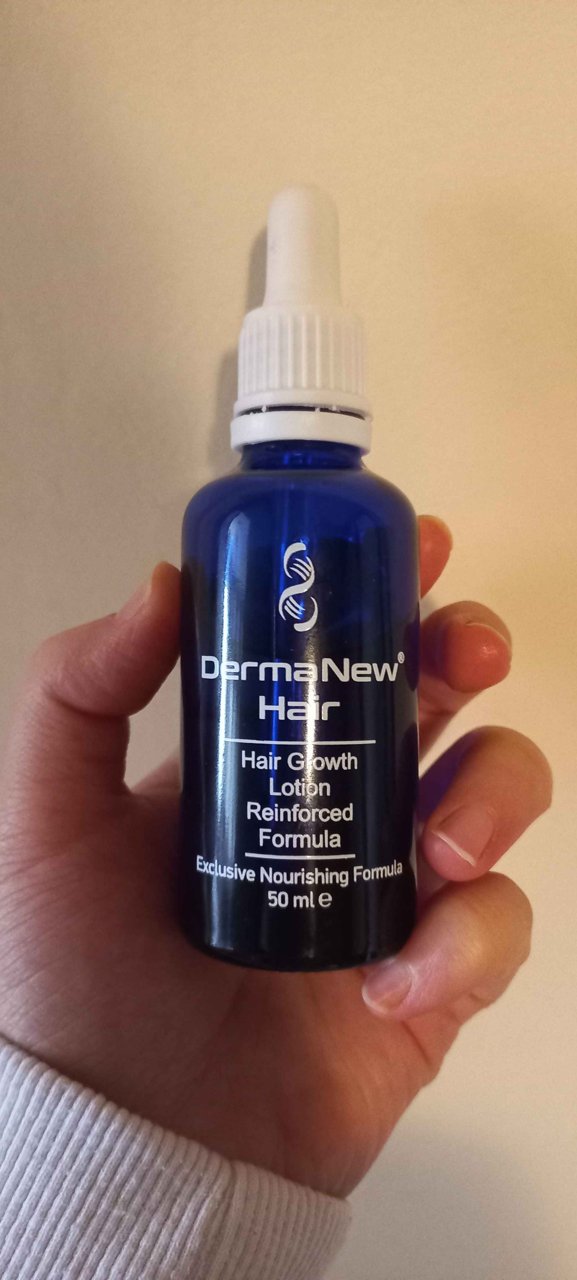 DermaNew®
Hair
Hair Growth
Lotion
Reinforced
Formula
Exclusive Nourishing Formula
50 ml ℮